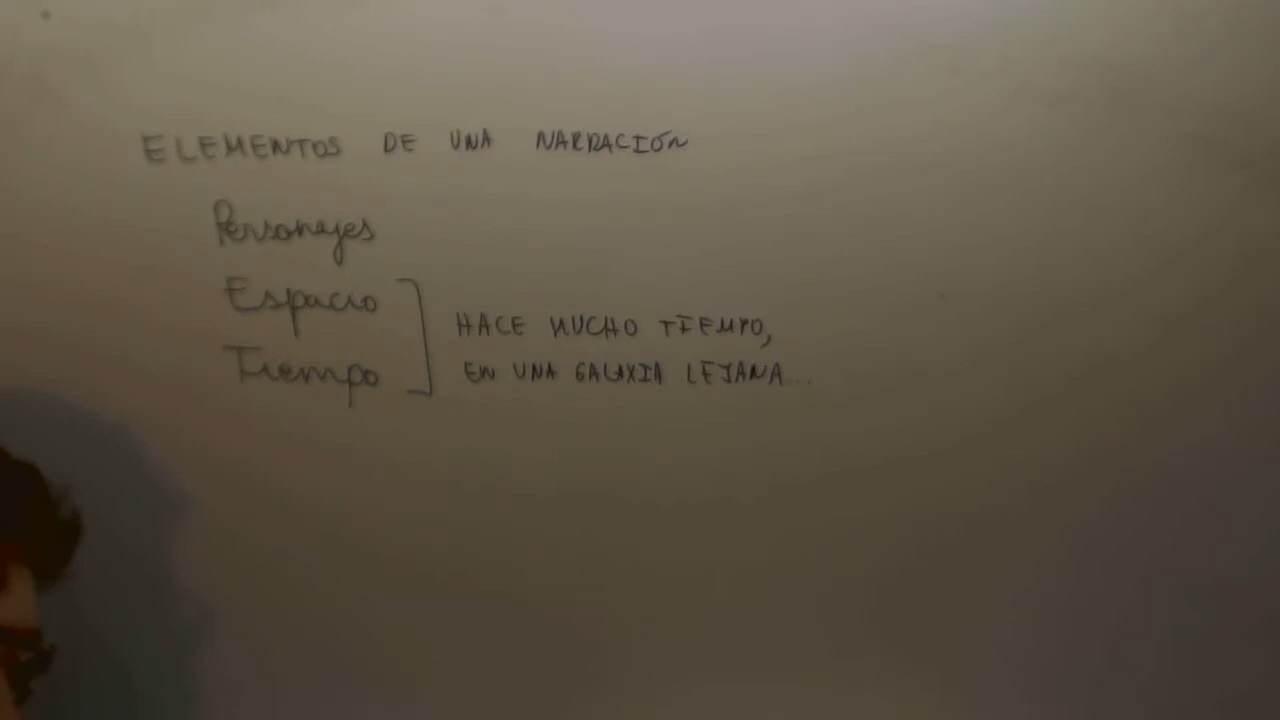 ELEMENTOS DE UNA NARRACIÓN
Personajes
Espacio
Tiempo
HACE MUCHO TIEMPO,
EN UNA GALAXIA LEJANA...